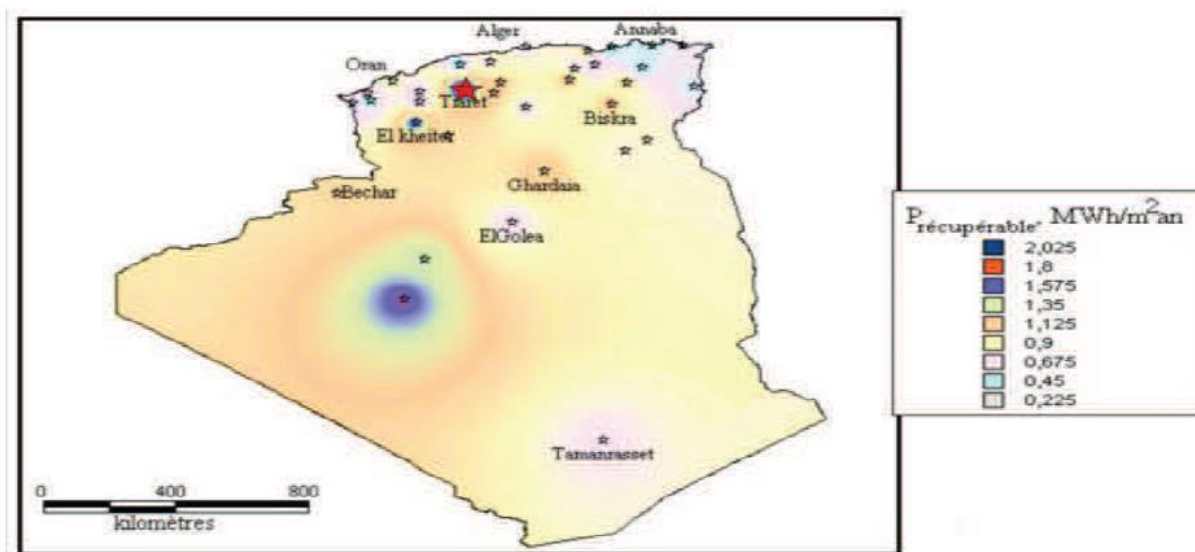 Alger
Annaba
Oran
Tiaret
Biskra
El kheiter
Ghardaia
Bechar
ElGolea
Tamanrasset
0 400 800
kilomètres
P récupérable, MWh/m²an
2,025
1,8
1,575
1,35
1,125
0,9
0,675
0,45
0,225